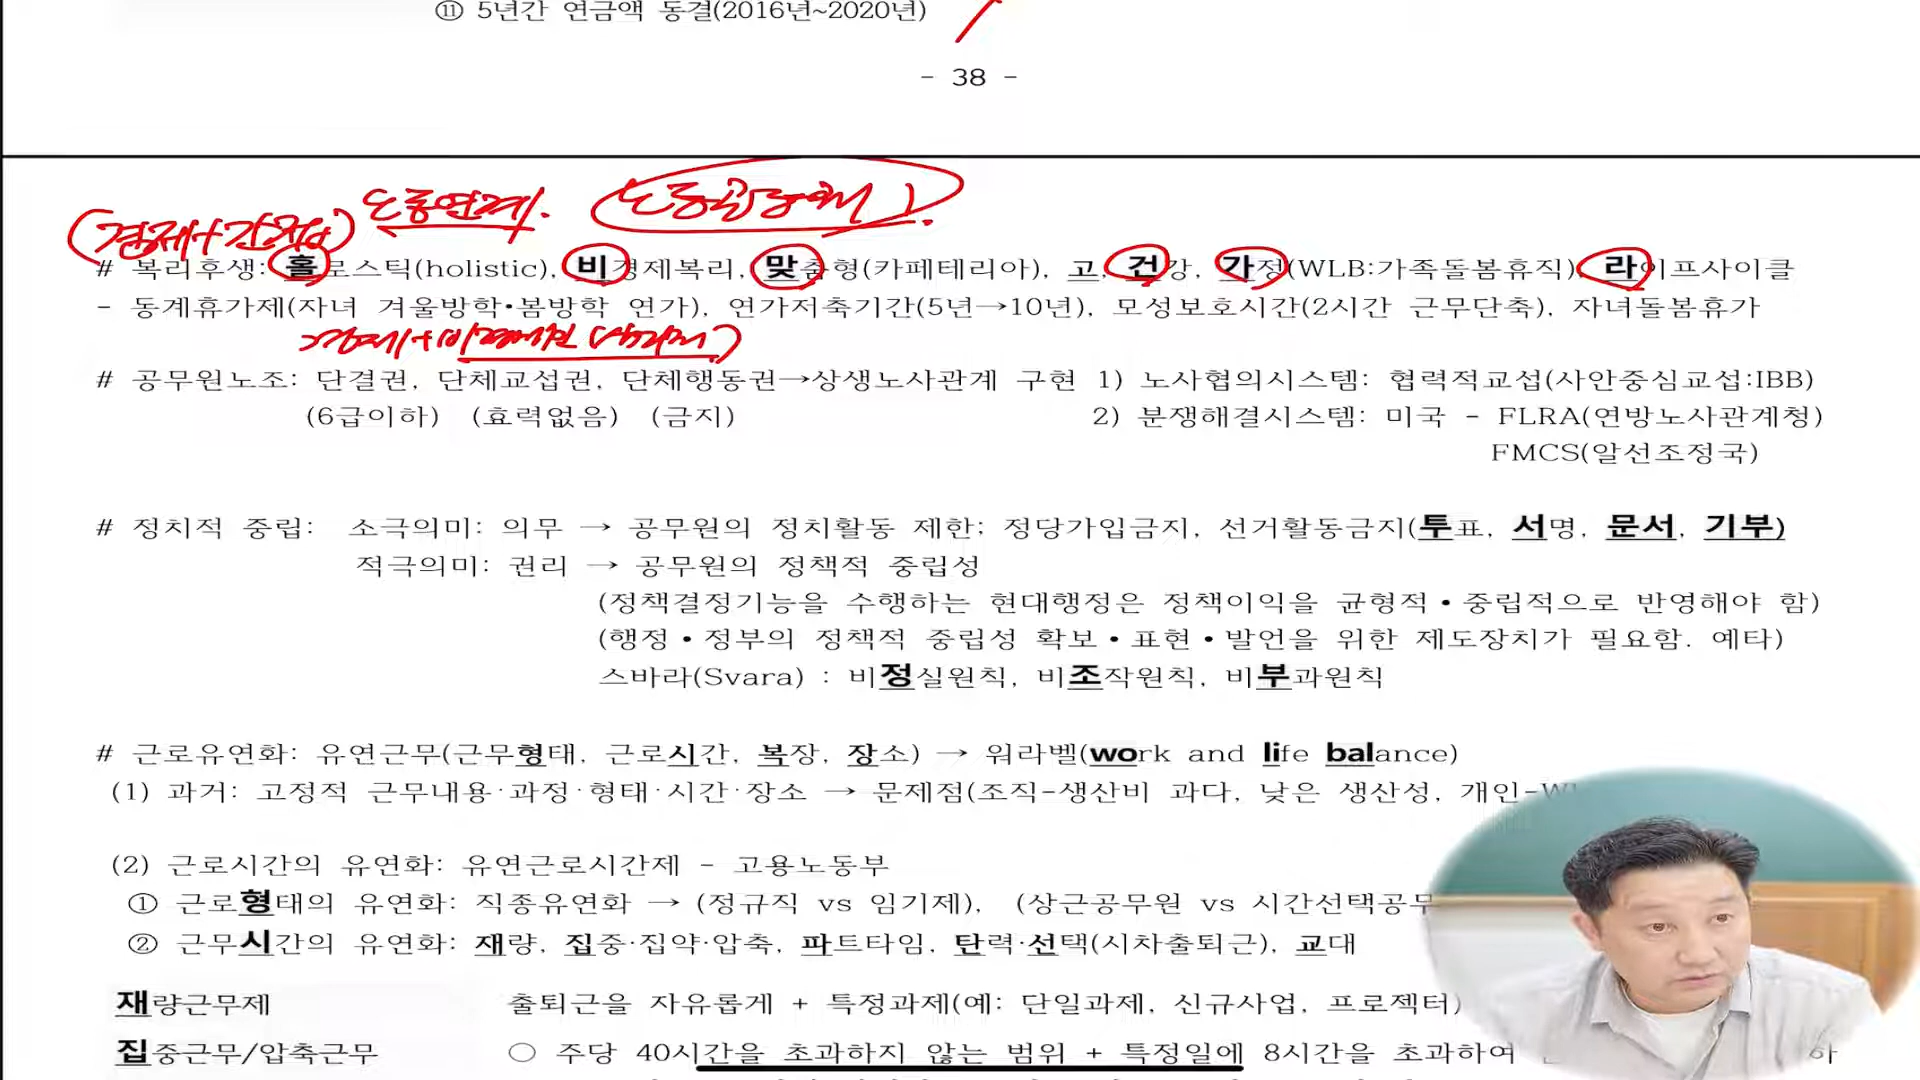 ⑪ 5년간 연금액 동결(2016년~2020년)
- 38 -
(경제+간접) 노동연계.
# 복리후생: 홀로스틱(holistic), 비경제복리, 맞춤형(카페테리아), 고, 건강, 가정(WLB:가족돌봄휴직), 라이프사이클
- 동계휴가제(자녀 겨울방학•봄방학 연가), 연가저축기간(5년→10년), 모성보호시간(2시간 근무단축), 자녀돌봄휴가
# 공무원노조: 단결권, 단체교섭권, 단체행동권→상생노사관계 구현 1) 노사협의시스템: 협력적교섭(사안중심교섭:IBB)
(6급이하) (효력없음) (금지) 2) 분쟁해결시스템: 미국 - FLRA(연방노사관계청)
FMCS(알선조정국)
# 정치적 중립: 소극의미: 의무 → 공무원의 정치활동 제한; 정당가입금지, 선거활동금지(투표, 서명, 문서, 기부)
적극의미: 권리 → 공무원의 정책적 중립성
(정책결정기능을 수행하는 현대행정은 정책이익을 균형적•중립적으로 반영해야 함)
(행정•정부의 정책적 중립성 확보•표현•발언을 위한 제도장치가 필요함. 예타)
스바라(Svara) : 비정실원칙, 비조작원칙, 비부과원칙
# 근로유연화: 유연근무(근무형태, 근로시간, 복장, 장소) → 워라벨(work and life balance)
(1) 과거: 고정적 근무내용·과정·형태·시간·장소 → 문제점(조직-생산비 과다, 낮은 생산성, 개인-
(2) 근로시간의 유연화: 유연근로시간제 - 고용노동부
① 근로형태의 유연화: 직종유연화 → (정규직 vs 임기제), (상근공무원 vs 시간선택공무
② 근무시간의 유연화: 재량, 집중·집약·압축, 파트타임, 탄력·선택(시차출퇴근), 교대
재량근무제 출퇴근을 자유롭게 + 특정과제(예: 단일과제, 신규사업, 프로젝터)
집중근무/압축근무 ○ 주당 40시간을 초과하지 않는 범위 + 특정일에 8시간을 초과하여